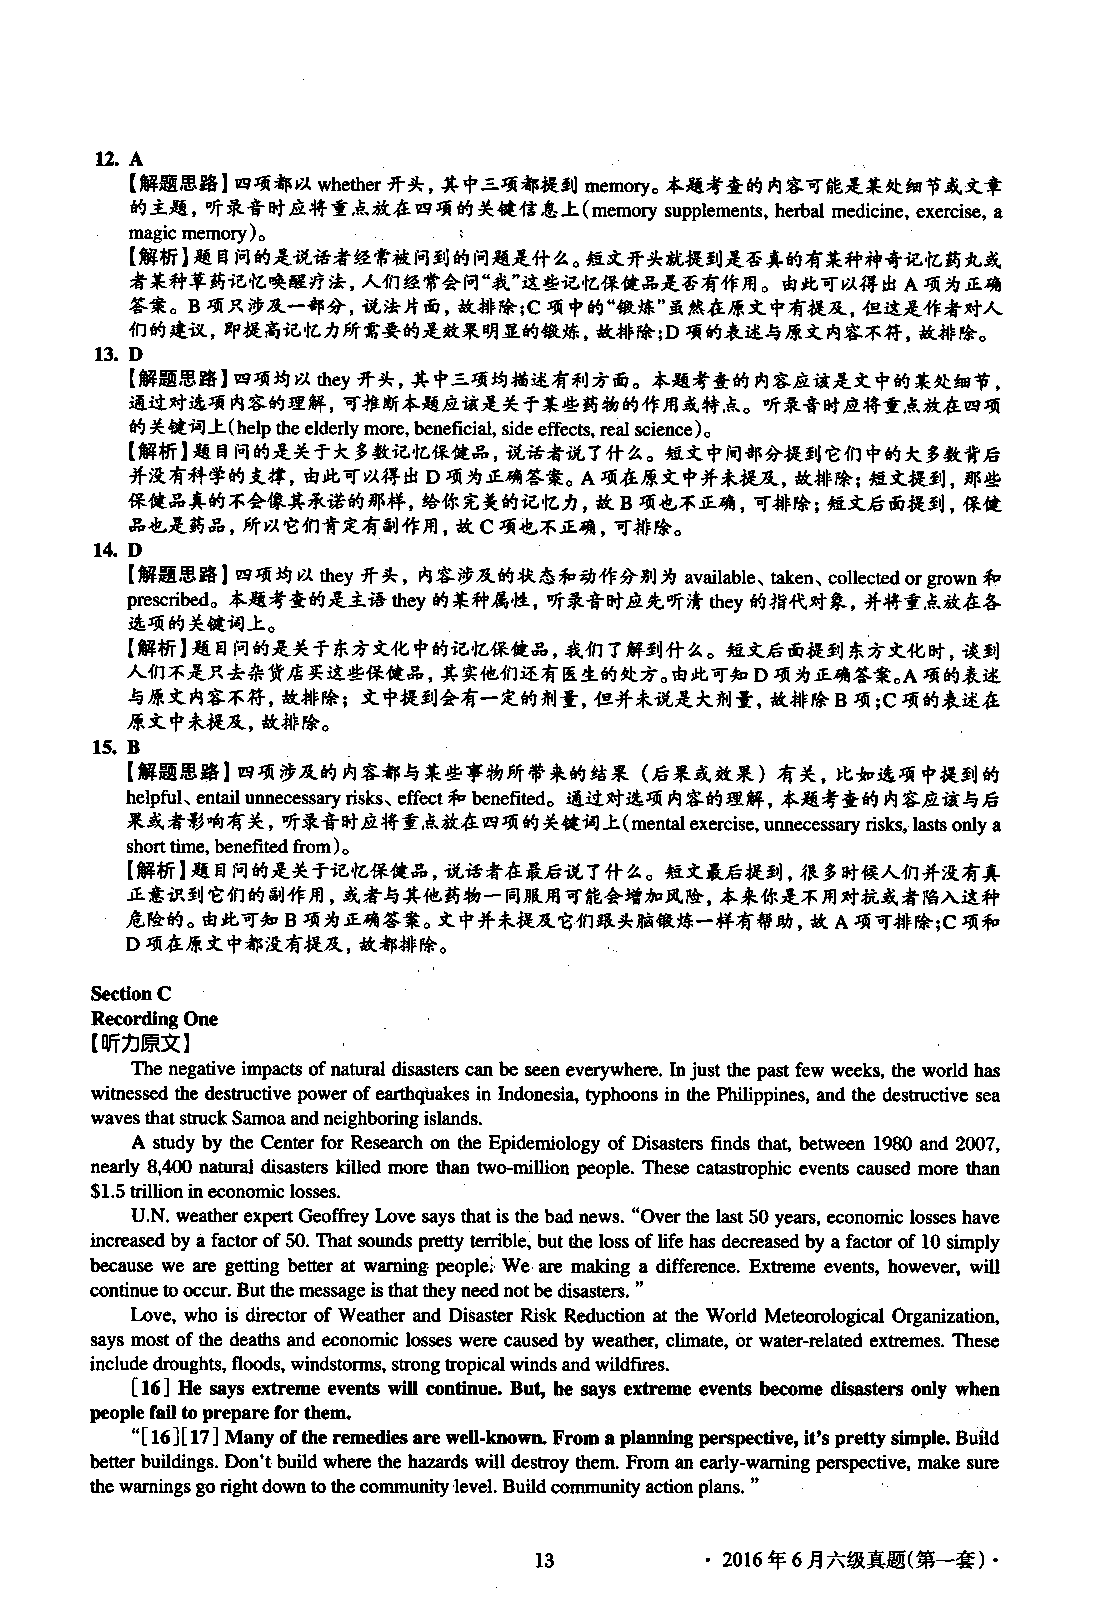 12. A
【解题思路】四项都以 whether 开头，其中三项都提到 memory。本题考查的内容可能是某处细节或文章
的主题，听录音时应将重点放在四项的关键信息上(memory supplements, herbal medicine, exercise, a
magic memory)。
【解析】题目问的是说话者经常被问到的问题是什么。短文开头就提到是否真的有某种神奇记忆药丸或
者某种草药记忆唤醒疗法，人们经常会问“我”这些记忆保健品是否有作用。由此可以得出 A 项为正确
答案。B 项只涉及一部分，说法片面，故排除；C 项中的“锻炼”虽然在原文中有提及，但这是作者对人
们的建议，即提高记忆力所需要的是效果明显的锻炼，故排除；D 项的表述与原文内容不符，故排除。
13. D
【解题思路】四项均以 they 开头，其中三项均描述有利方面。本题考查的内容应该是文中的某处细节，
通过对选项内容的理解，可推断本题应该是关于某些药物的作用或特点。听录音时应将重点放在四项
的关键词上(help the elderly more, beneficial, side effects, real science)。
【解析】题目问的是关于大多数记忆保健品，说话者说了什么。短文中间部分提到它们中的大多数背后
并没有科学的支撑，由此可以得出 D 项为正确答案。A 项在原文中并未提及，故排除；短文提到，那些
保健品真的不会像其承诺的那样，给你完美的记忆力，故 B 项也不正确，可排除；短文后面提到，保健
品也是药品，所以它们肯定有副作用，故 C 项也不正确，可排除。
14. D
【解题思路】四项均以 they 开头，内容涉及的状态和动作分别为 available、taken、collected or grown 和
prescribed。本题考查的是主语 they 的某种属性，听录音时应先听清 they 的指代对象，并将重点放在各
选项的关键词上。
【解析】题目问的是关于东方文化中的记忆保健品，我们了解到什么。短文后面提到东方文化时，谈到
人们不是只去杂货店买这些保健品，其实他们还有医生的处方。由此可知 D 项为正确答案。A 项的表述
与原文内容不符，故排除；文中提到会有一定的剂量，但并未说是大剂量，故排除 B 项；C 项的表述在
原文中未提及，故排除。
15. B
【解题思路】四项涉及的内容都与某些事物所带来的结果（后果或效果）有关，比如选项中提到的
helpful、entail unnecessary risks、effect 和 benefited。通过对选项内容的理解，本题考查的内容应该与后
果或者影响有关，听录音时应将重点放在四项的关键词上(mental exercise, unnecessary risks, lasts only a
short time, benefited from)。
【解析】题目问的是关于记忆保健品，说话者在最后说了什么。短文最后提到，很多时候人们并没有真
正意识到它们的副作用，或者与其他药物一同服用可能会增加风险，本来你是不用对抗或者陷入这种
危险的。由此可知 B 项为正确答案。文中并未提及它们跟头脑锻炼一样有帮助，故 A 项可排除；C 项和
D 项在原文中都没有提及，故都排除。
Section C
Recording One
【听力原文】
The negative impacts of natural disasters can be seen everywhere. In just the past few weeks, the world has
witnessed the destructive power of earthquakes in Indonesia, typhoons in the Philippines, and the destructive sea
waves that struck Samoa and neighboring islands.
A study by the Center for Research on the Epidemiology of Disasters finds that, between 1980 and 2007,
nearly 8,400 natural disasters killed more than two-million people. These catastrophic events caused more than
$1.5 trillion in economic losses.
U.N. weather expert Geoffrey Love says that is the bad news. “Over the last 50 years, economic losses have
increased by a factor of 50. That sounds pretty terrible, but the loss of life has decreased by a factor of 10 simply
because we are getting better at warning people. We are making a difference. Extreme events, however, will
continue to occur. But the message is that they need not be disasters.”
Love, who is director of Weather and Disaster Risk Reduction at the World Meteorological Organization,
says most of the deaths and economic losses were caused by weather, climate, or water-related extremes. These
include droughts, floods, windstorms, strong tropical winds and wildfires.
[16] He says extreme events will continue. But, he says extreme events become disasters only when
people fail to prepare for them.
“[16][17] Many of the remedies are well-known. From a planning perspective, it's pretty simple. Build
better buildings. Don't build where the hazards will destroy them. From an early-warning perspective, make sure
the warnings go right down to the community level. Build community action plans.”
13
·2016年6月六级真题(第一套)·